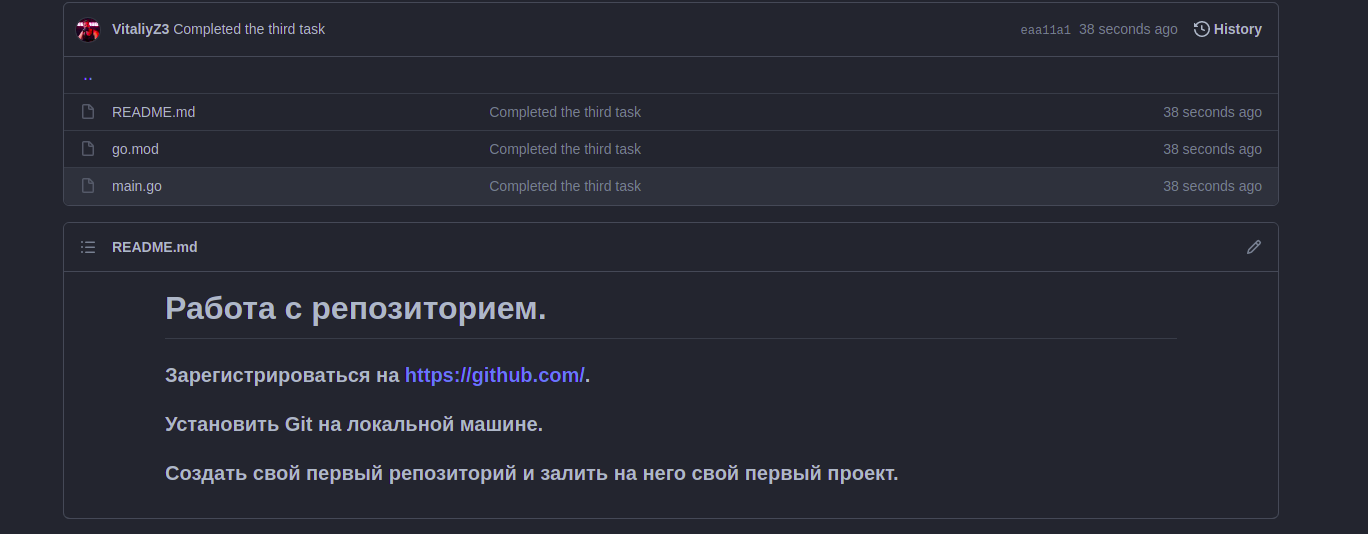 VitaliyZ3 Completed the third task eaa11a1 38 seconds ago History
..
README.md Completed the third task 38 seconds ago
go.mod Completed the third task 38 seconds ago
main.go Completed the third task 38 seconds ago
README.md
Работа с репозиторием.
Зарегистрироваться на https://github.com/.
Установить Git на локальной машине.
Создать свой первый репозиторий и залить на него свой первый проект.